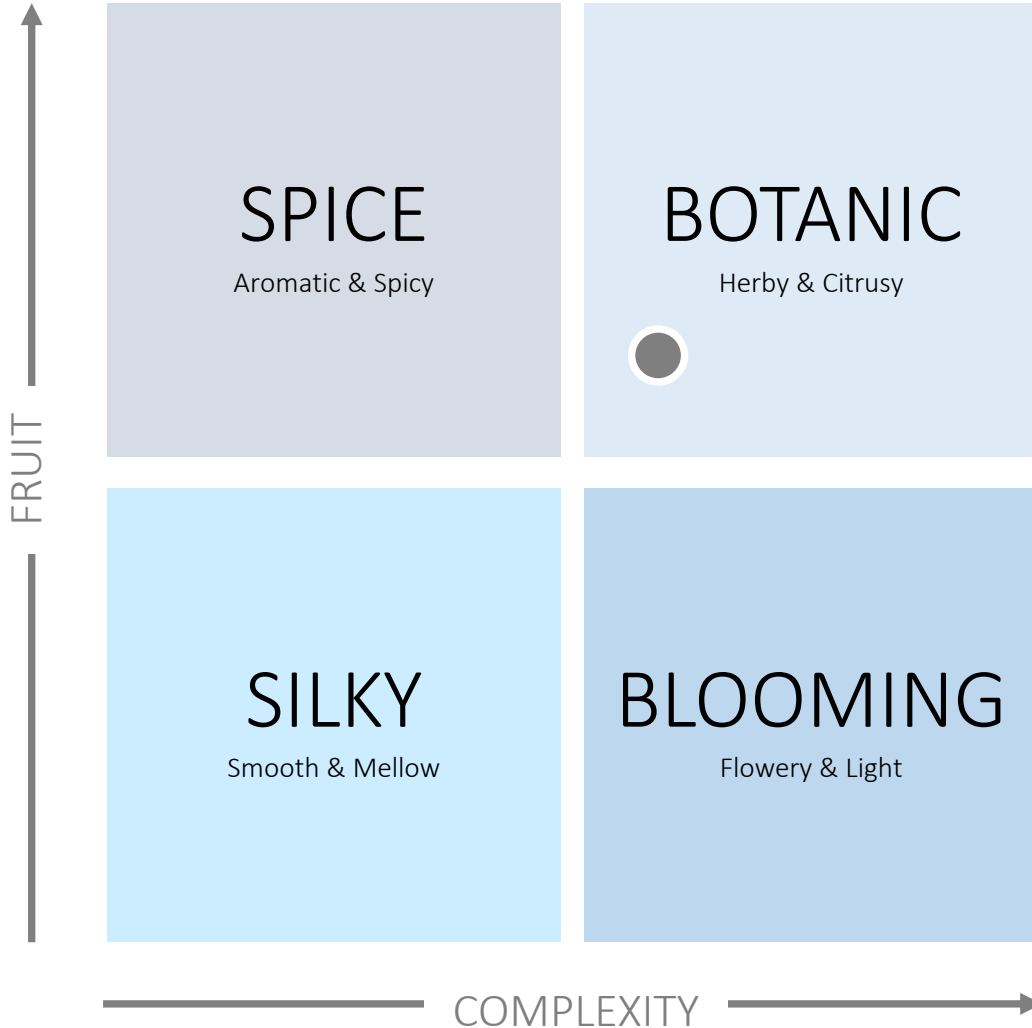 SPICE
Aromatic & Spicy
BOTANIC
Herby & Citrusy
FRUIT
SILKY
Smooth & Mellow
BLOOMING
Flowery & Light
COMPLEXITY